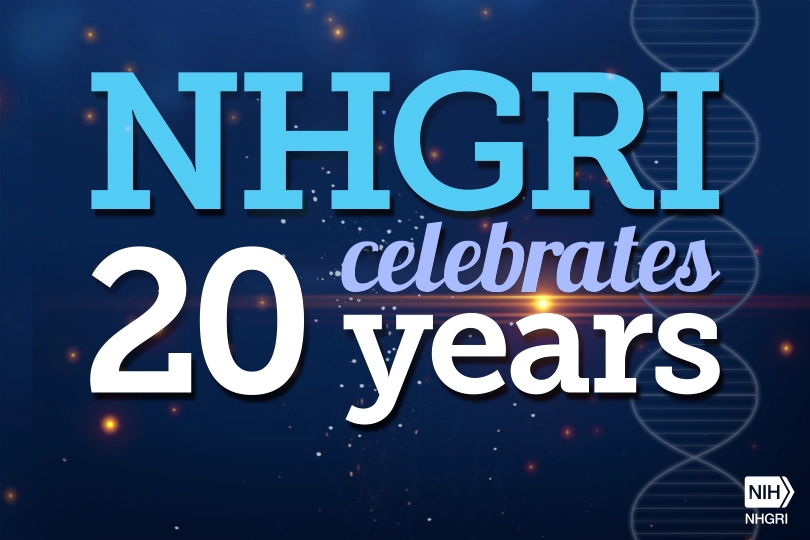 NHGRI
celebrates
20 years
NIH
NHGRI